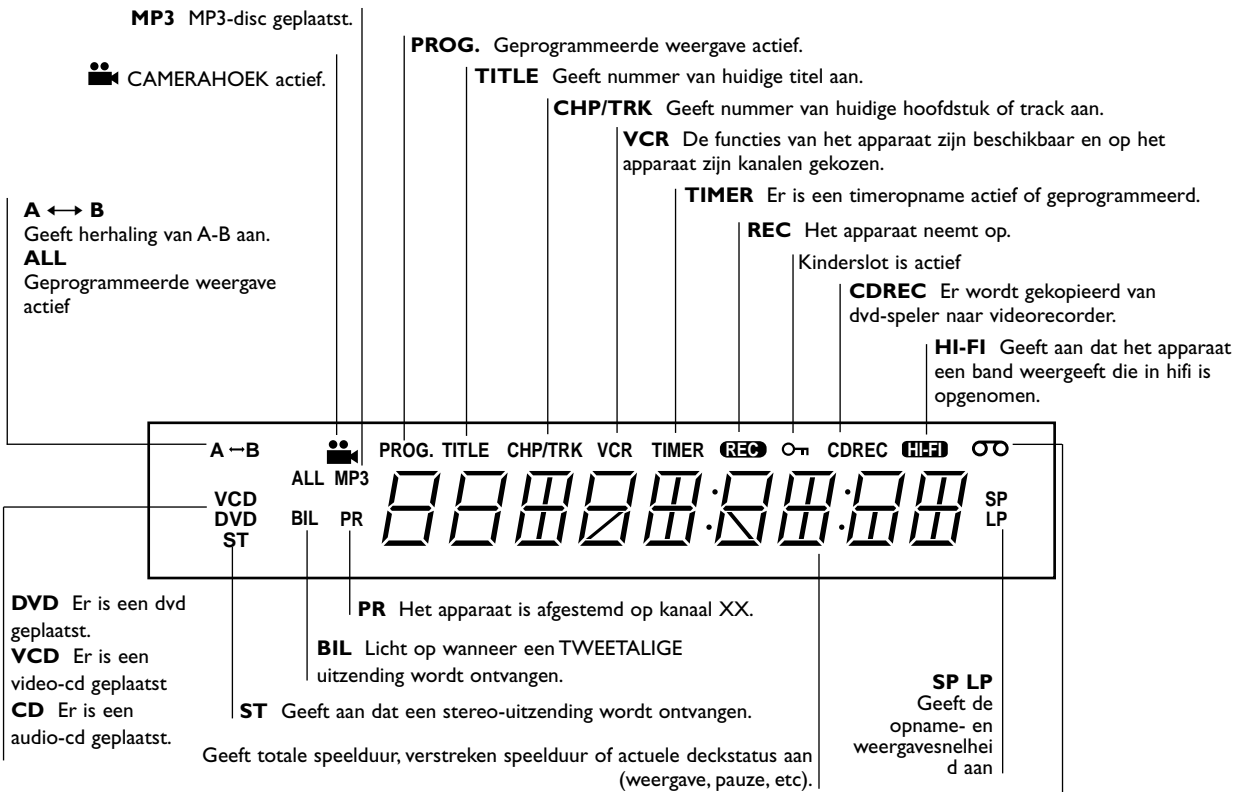 MP3 MP3-disc geplaatst.
PROG. Geprogrammeerde weergave actief.
CAMERAHOEK actief.
TITLE Geeft nummer van huidige titel aan.
CHP/TRK Geeft nummer van huidige hoofdstuk of track aan.
VCR De functies van het apparaat zijn beschikbaar en op het
apparaat zijn kanalen gekozen.
TIMER Er is een timeropname actief of geprogrammeerd.
A ⟷ B
Geeft herhaling van A-B aan.
ALL
Geprogrammeerde weergave
actief
REC Het apparaat neemt op.
Kinderslot is actief
CDREC Er wordt gekopieerd van
dvd-speler naar videorecorder.
HI-FI Geeft aan dat het apparaat
een band weergeeft die in hifi is
opgenomen.
A ↔ B PROG. TITLE CHP/TRK VCR TIMER REC CDREC HI-FI
ALL MP3
VCD
DVD
ST
BIL PR
SP
LP
DVD Er is een dvd
geplaatst.
VCD Er is een
video-cd geplaatst
CD Er is een
audio-cd geplaatst.
PR Het apparaat is afgestemd op kanaal XX.
BIL Licht op wanneer een TWEETALIGE
uitzending wordt ontvangen.
ST Geeft aan dat een stereo-uitzending wordt ontvangen.
Geeft totale speelduur, verstreken speelduur of actuele deckstatus aan
(weergave, pauze, etc).
SP LP
Geeft de
opname- en
weergavesnelhei
d aan